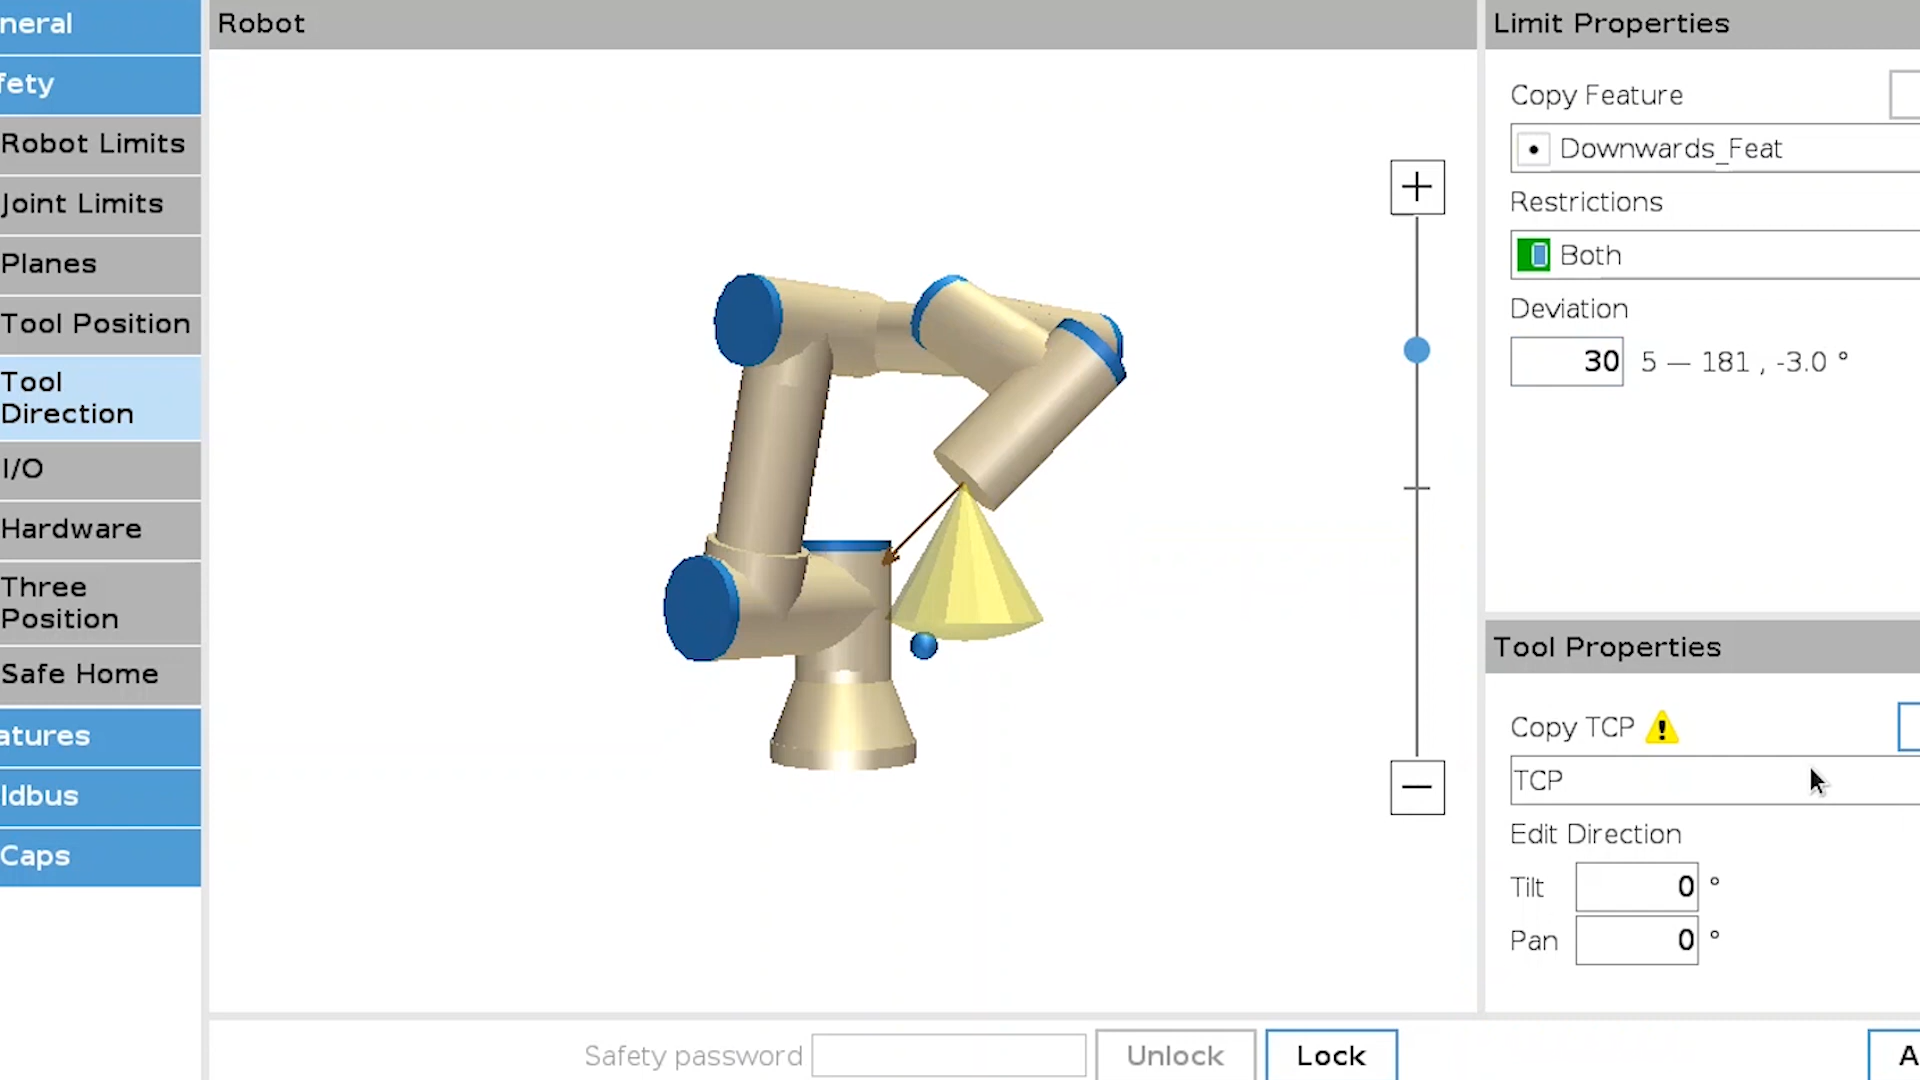 neral
fety
Robot Limits
Joint Limits
Planes
Tool Position
Tool
Direction
I/O
Hardware
Three
Position
Safe Home
atures
ldbus
Caps
Robot
+
−
Limit Properties
Copy Feature
Downwards_Feat
Restrictions
Both
Deviation
30 5 — 181 , -3.0 °
Tool Properties
Copy TCP
TCP
Edit Direction
Tilt 0 °
Pan 0 °
Safety password Unlock Lock A